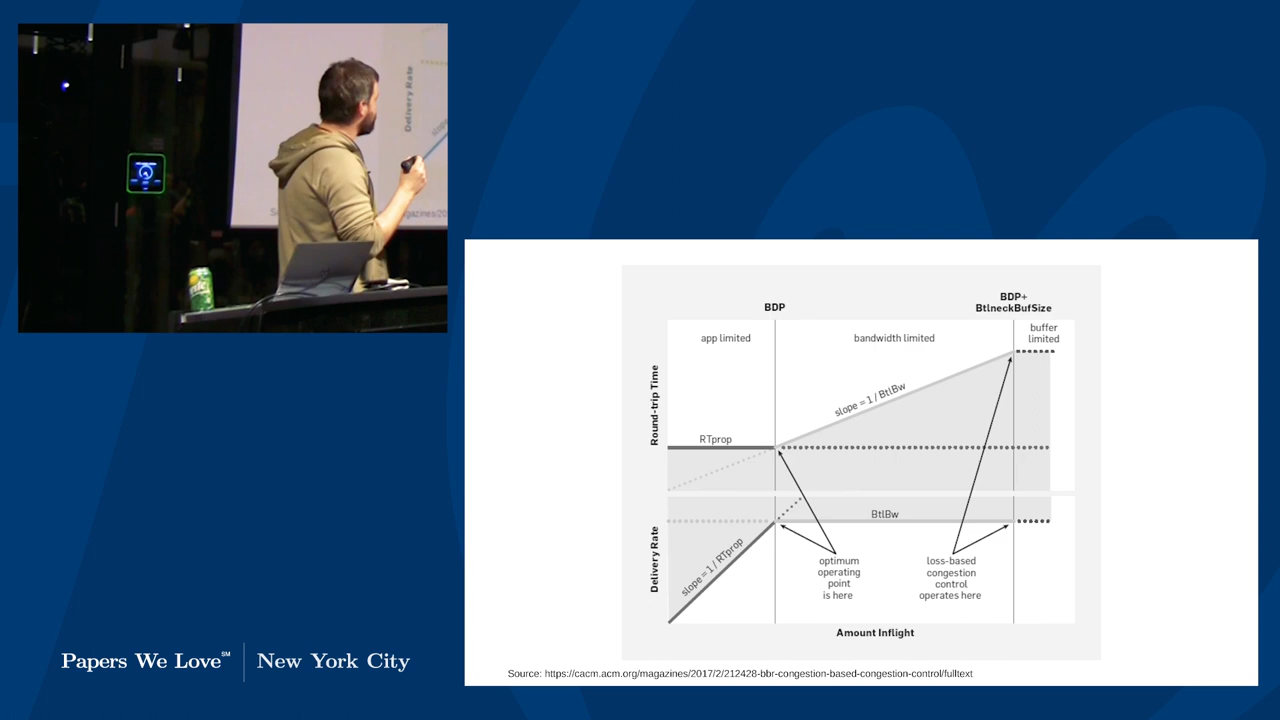 Delivery Rate
BDP
BDP+
BtlneckBufSize
app limited
bandwidth limited
buffer
limited
Round-trip Time
slope = 1 / BtlBw
RTprop
BtlBw
Delivery Rate
slope = 1 / RTprop
optimum
operating
point
is here
loss-based
congestion
control
operates here
Amount Inflight
Source: https://cacm.acm.org/magazines/2017/2/212428-bbr-congestion-based-congestion-control/fulltext
Papers We Love℠ | New York City